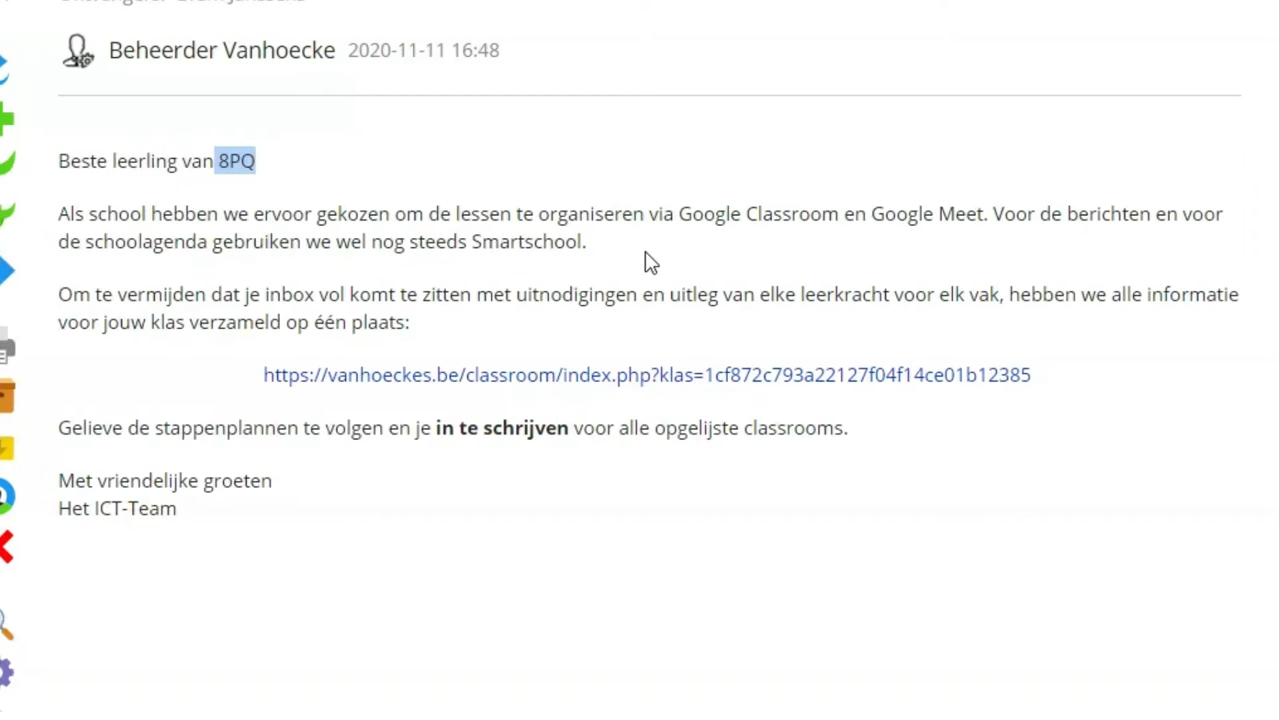 Beheerder Vanhoecke 2020-11-11 16:48
Beste leerling van 8PQ
Als school hebben we ervoor gekozen om de lessen te organiseren via Google Classroom en Google Meet. Voor de berichten en voor
de schoolagenda gebruiken we wel nog steeds Smartschool.
Om te vermijden dat je inbox vol komt te zitten met uitnodigingen en uitleg van elke leerkracht voor elk vak, hebben we alle informatie
voor jouw klas verzameld op één plaats:
https://vanhoeckes.be/classroom/index.php?klas=1cf872c793a22127f04f14ce01b12385
Gelieve de stappenplannen te volgen en je in te schrijven voor alle opgelijste classrooms.
Met vriendelijke groeten
Het ICT-Team